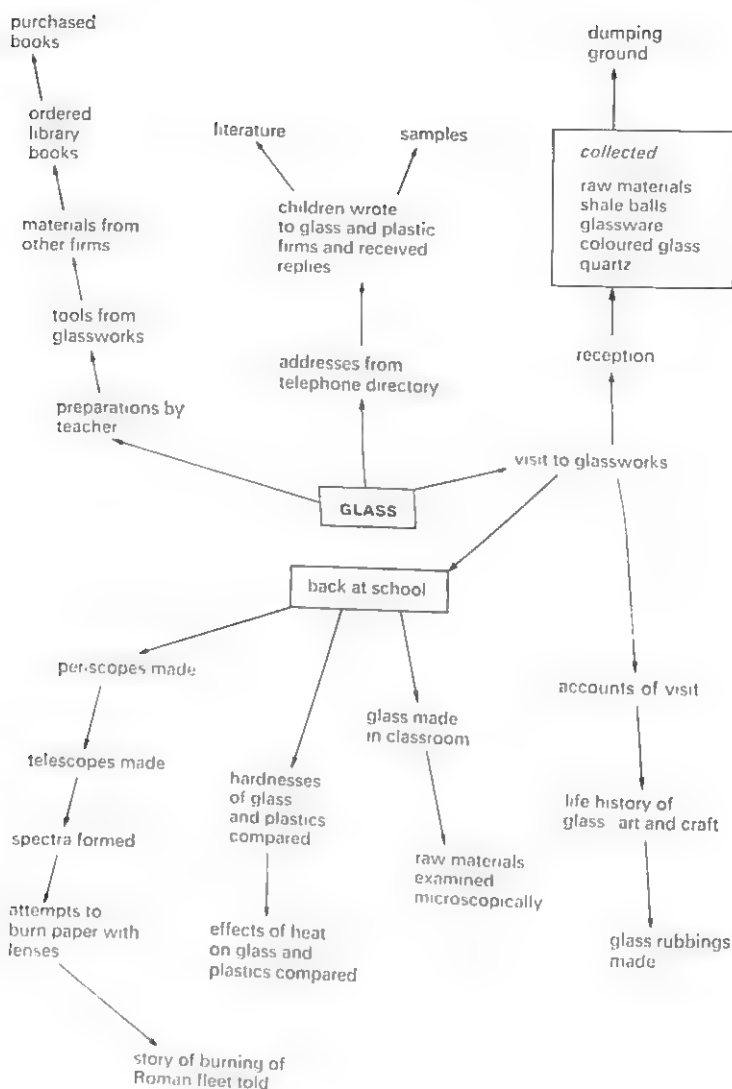 purchased
books
dumping
ground
ordered
library
books
literature
samples
collected
raw materials
shale balls
glassware
coloured glass
quartz
children wrote
to glass and plastic
firms and received
replies
materials from
other firms
tools from
glassworks
reception
addresses from
telephone directory
preparations by
teacher
visit to glassworks
GLASS
back at school
periscopes made
accounts of visit
glass made
in classroom
telescopes made
hardnesses
of glass
and plastics
compared
life history of
glass art and craft
spectra formed
raw materials
examined
microscopically
attempts to
burn paper with
lenses
effects of heat
on glass and
plastics compared
glass rubbings
made
story of burning of
Roman fleet told